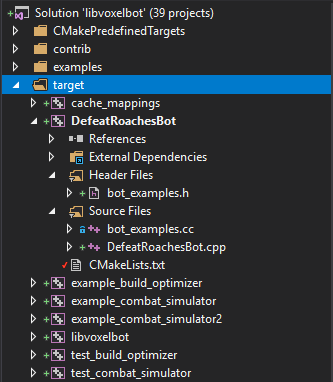 Solution 'libvoxelbot' (39 projects)
CMakePredefinedTargets
contrib
examples
target
cache_mappings
DefeatRoachesBot
References
External Dependencies
Header Files
bot_examples.h
Source Files
bot_examples.cc
DefeatRoachesBot.cpp
CMakeLists.txt
example_build_optimizer
example_combat_simulator
example_combat_simulator2
libvoxelbot
test_build_optimizer
test_combat_simulator